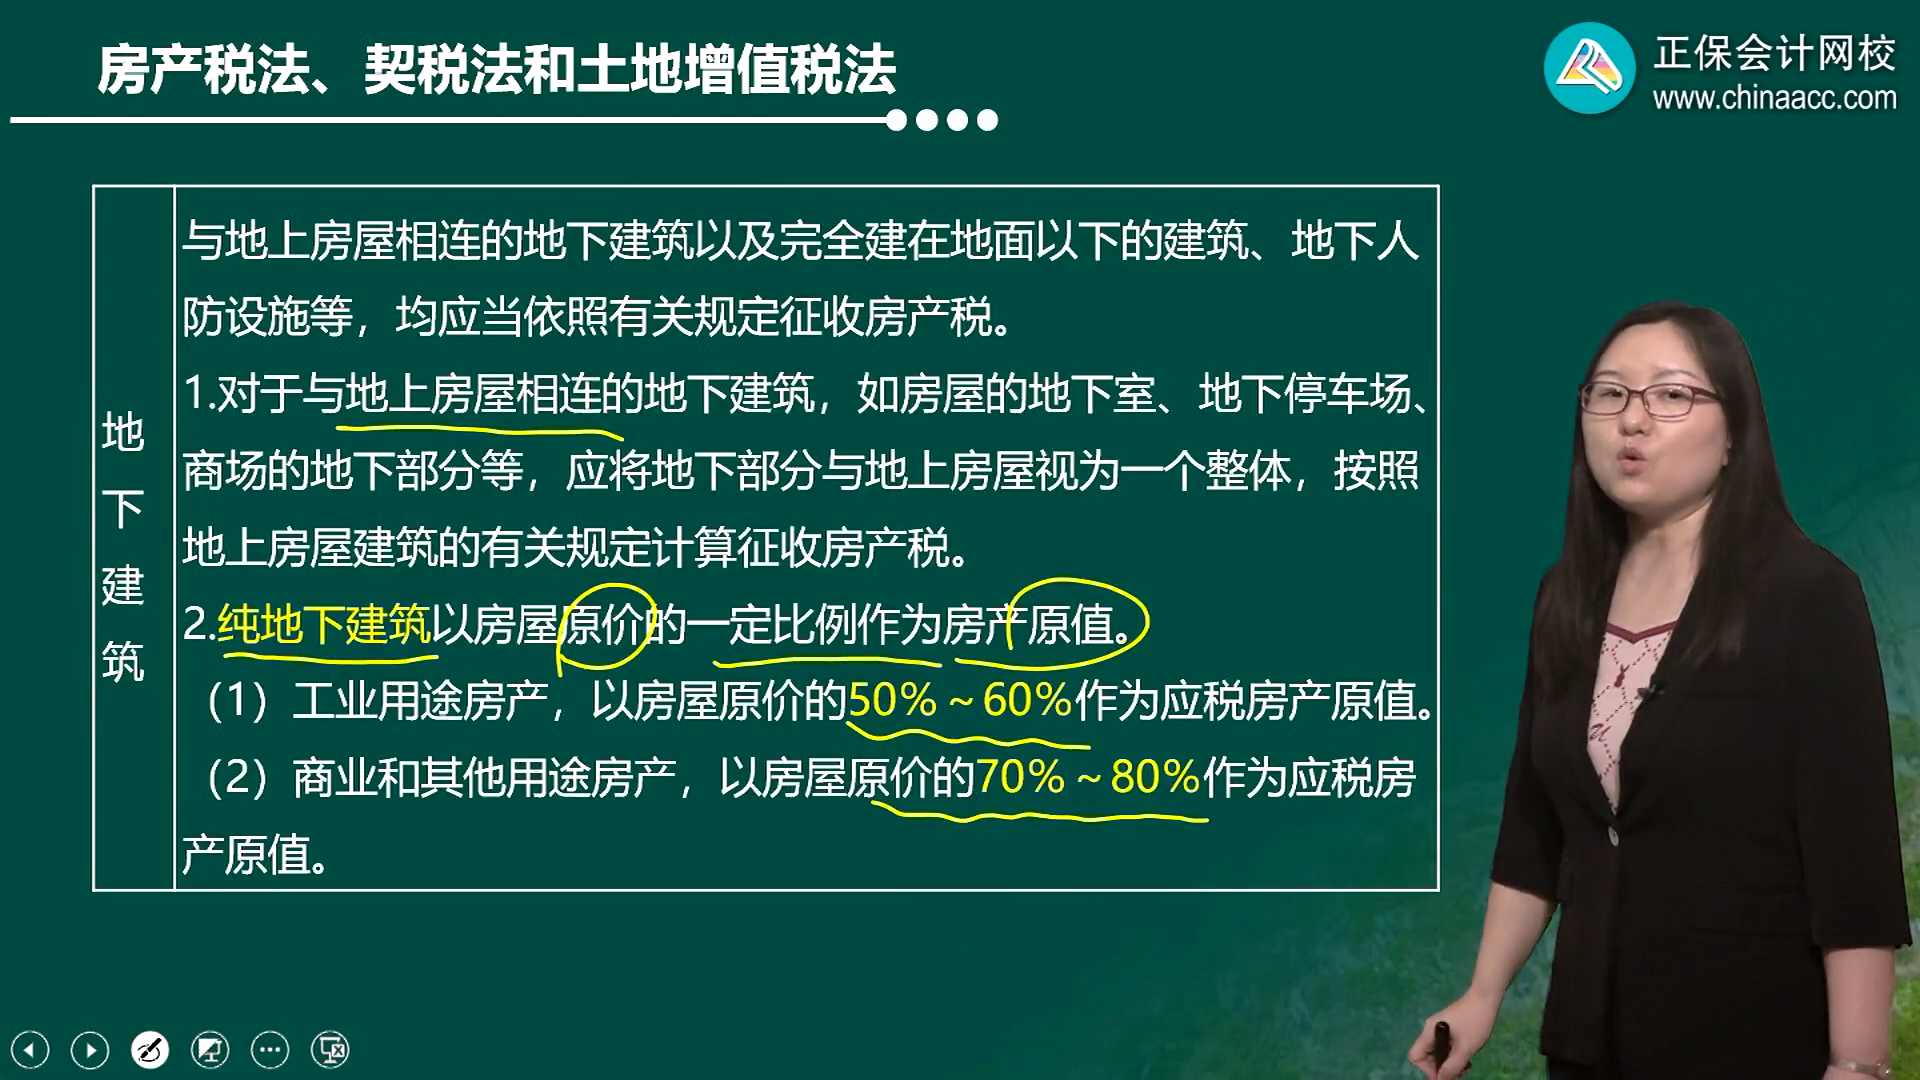 房产税法、契税法和土地增值税法
正保会计网校
www.chinaacc.com
地下建筑
与地上房屋相连的地下建筑以及完全建在地面以下的建筑、地下人
防设施等，均应当依照有关规定征收房产税。
1.对于与地上房屋相连的地下建筑，如房屋的地下室、地下停车场、
商场的地下部分等，应将地下部分与地上房屋视为一个整体，按照
地上房屋建筑的有关规定计算征收房产税。
2.纯地下建筑以房屋原价的一定比例作为房产原值。
（1）工业用途房产，以房屋原价的50%～60%作为应税房产原值。
（2）商业和其他用途房产，以房屋原价的70%～80%作为应税房
产原值。